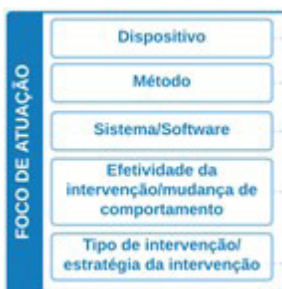 FOCO DE ATUAÇÃO
Dispositivo
Método
Sistema/Software
Efetividade da
intervenção/mudança de
comportamento
Tipo de intervenção/
estratégia da intervenção